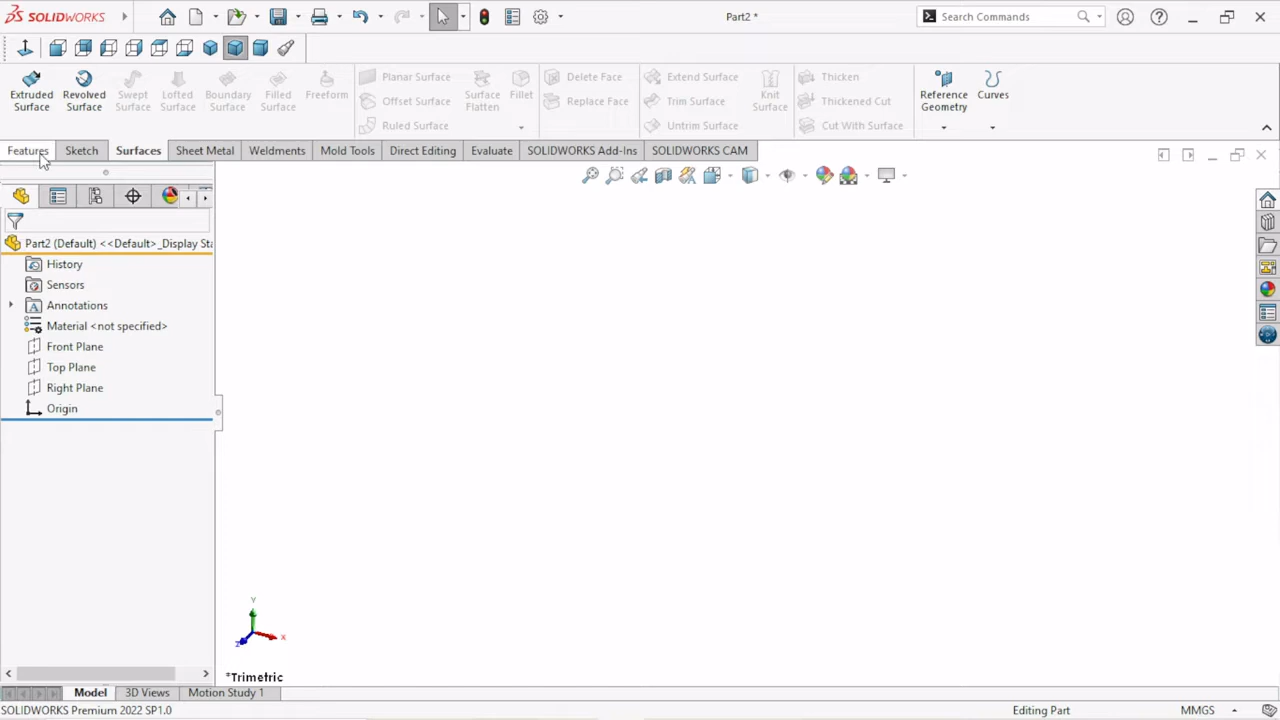 SOLIDWORKS
Part2 *
Search Commands
Extruded Surface
Revolved Surface
Swept Surface
Lofted Surface
Boundary Surface
Filled Surface
Freeform
Planar Surface
Offset Surface
Ruled Surface
Surface Flatten
Fillet
Delete Face
Replace Face
Extend Surface
Trim Surface
Untrim Surface
Knit Surface
Thicken
Thickened Cut
Cut With Surface
Reference Geometry
Curves
Features
Sketch
Surfaces
Sheet Metal
Weldments
Mold Tools
Direct Editing
Evaluate
SOLIDWORKS Add-Ins
SOLIDWORKS CAM
Part2 (Default) <<Default>_Display Sta
History
Sensors
Annotations
Material <not specified>
Front Plane
Top Plane
Right Plane
Origin
Y
X
Z
*Trimetric
Model
3D Views
Motion Study 1
SOLIDWORKS Premium 2022 SP1.0
Editing Part
MMGS